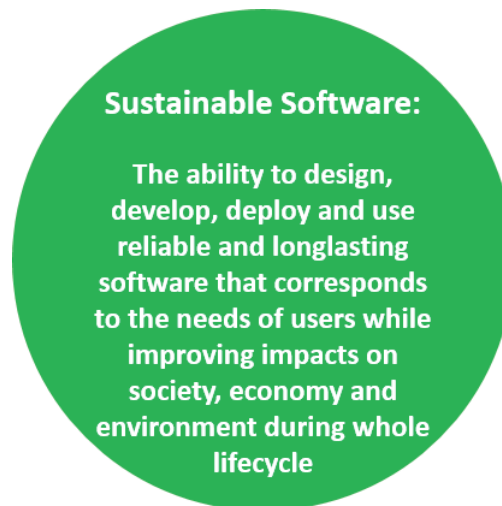 Sustainable Software:
The ability to design,
develop, deploy and use
reliable and longlasting
software that corresponds
to the needs of users while
improving impacts on
society, economy and
environment during whole
lifecycle